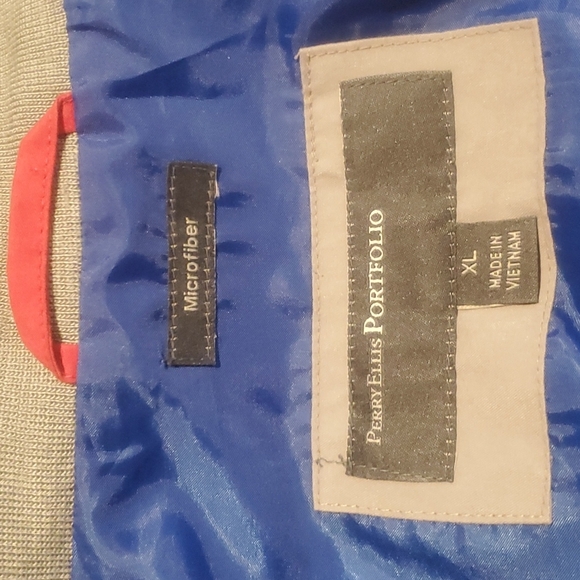 Microfiber
PERRY ELLIS PORTFOLIO
XL
MADE IN
VIETNAM